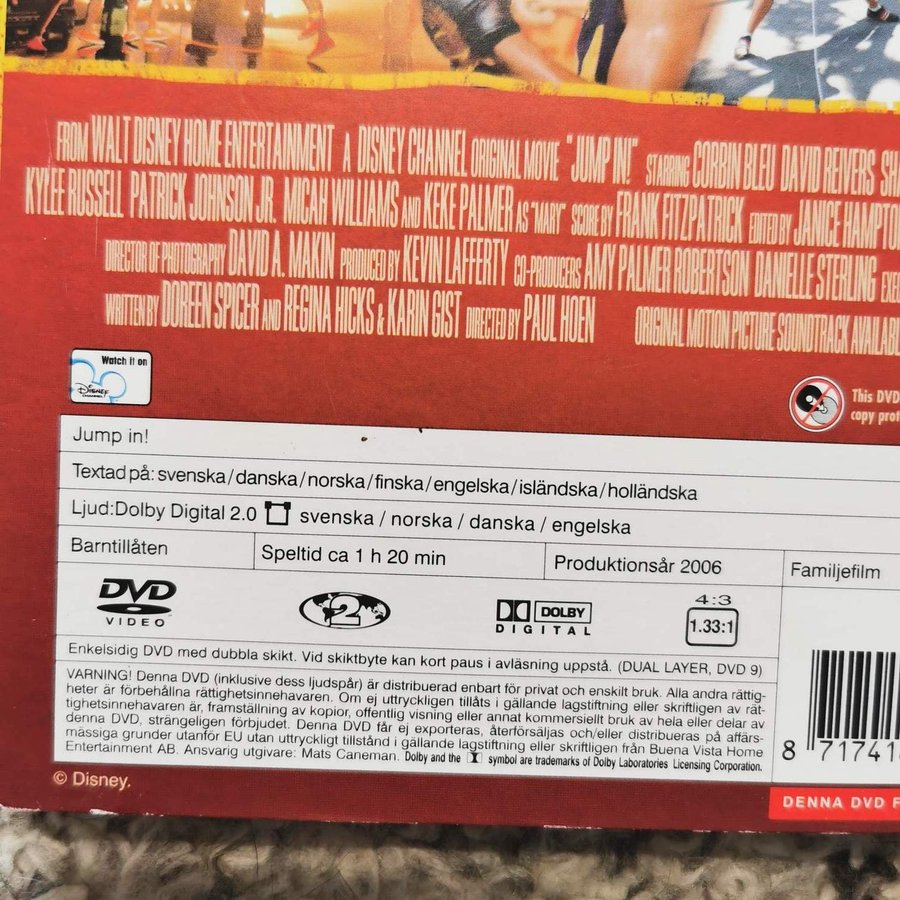 FROM WALT DISNEY HOME ENTERTAINMENT A DISNEY CHANNEL ORIGINAL MOVIE "JUMP IN!" STARRING CORBIN BLEU DAVID REIVERS SH
KYLEE RUSSELL PATRICK JOHNSON JR. MICAH WILLIAMS AND KEKE PALMER AS "MARY" SCORE BY FRANK FITZPATRICK EDITED BY JANICE HAMPTO
DIRECTOR OF PHOTOGRAPHY DAVID A. MAKIN PRODUCED BY KEVIN LAFFERTY CO-PRODUCERS AMY PALMER ROBERTSON DANIELLE STERLING EXEC
WRITTEN BY DOREEN SPICER AND REGINA HICKS & KARIN GIST DIRECTED BY PAUL HOEN ORIGINAL MOTION PICTURE SOUNDTRACK AVAILABL
Watch it on
Disney
CHANNEL
This DVD
copy prot
Jump in!
Textad på: svenska/danska/norska/finska/engelska/isländska/holländska
Ljud:Dolby Digital 2.0 svenska / norska / danska / engelska
Barntillåten Speltid ca 1 h 20 min Produktionsår 2006 Familjefilm
DVD VIDEO
2
DOLBY DIGITAL
4:3
1.33:1
Enkelsidig DVD med dubbla skikt. Vid skiktbyte kan kort paus i avläsning uppstå. (DUAL LAYER, DVD 9)
VARNING! Denna DVD (inklusive dess ljudspår) är distribuerad enbart för privat och enskilt bruk. Alla andra rättig-
heter är förbehållna rättighetsinnehavaren. Om ej uttryckligen tillåts i gällande lagstiftning eller skriftligen av rät-
tighetsinnehavaren är, framställning av kopior, offentlig visning eller annat kommersiellt bruk av hela eller delar av
denna DVD, strängeligen förbjudet. Denna DVD får ej exporteras, återförsäljas och/eller distribueras på affärs-
mässiga grunder utanför EU utan uttryckligt tillstånd i gällande lagstiftning eller skriftligen från Buena Vista Home
Entertainment AB. Ansvarig utgivare: Mats Caneman. Dolby and the symbol are trademarks of Dolby Laboratories Licensing Corporation.
8 71741
© Disney.
DENNA DVD F